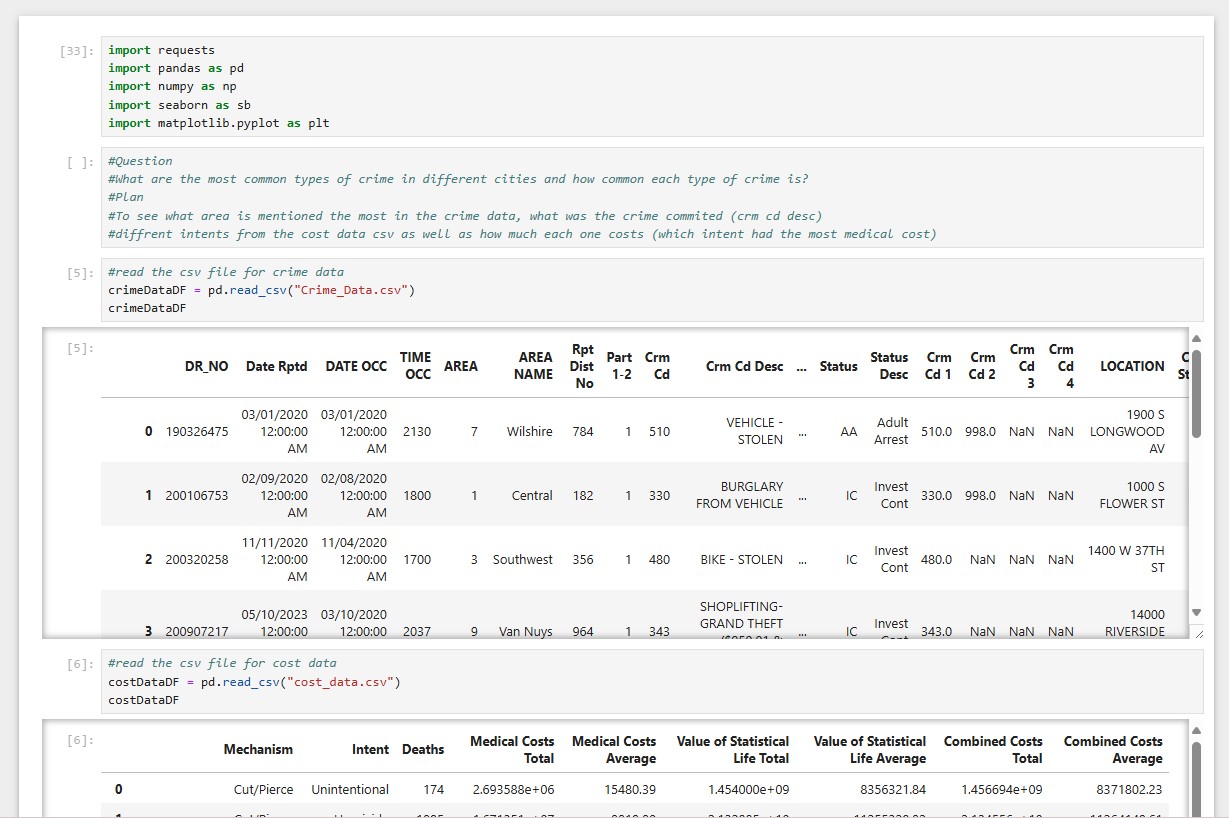 [33]:
import requests
import pandas as pd
import numpy as np
import seaborn as sb
import matplotlib.pyplot as plt
[ ]:
#Question
#What are the most common types of crime in different cities and how common each type of crime is?
#Plan
#To see what area is mentioned the most in the crime data, what was the crime commited (crm cd desc)
#diffrent intents from the cost data csv as well as how much each one costs (which intent had the most medical cost)
[5]:
#read the csv file for crime data
crimeDataDF = pd.read_csv("Crime_Data.csv")
crimeDataDF
[5]:
DR_NO Date Rptd DATE OCC TIME OCC AREA AREA NAME Rpt Dist No Part 1-2 Crm Cd Crm Cd Desc ... Status Status Desc Crm Cd 1 Crm Cd 2 Crm Cd 3 Crm Cd 4 LOCATION
0 190326475 03/01/2020 12:00:00 AM 03/01/2020 12:00:00 AM 2130 7 Wilshire 784 1 510 VEHICLE - STOLEN ... AA Adult Arrest 510.0 998.0 NaN NaN 1900 S LONGWOOD AV
1 200106753 02/09/2020 12:00:00 AM 02/08/2020 12:00:00 AM 1800 1 Central 182 1 330 BURGLARY FROM VEHICLE ... IC Invest Cont 330.0 998.0 NaN NaN 1000 S FLOWER ST
2 200320258 11/11/2020 12:00:00 AM 11/04/2020 12:00:00 AM 1700 3 Southwest 356 1 480 BIKE - STOLEN ... IC Invest Cont 480.0 NaN NaN NaN 1400 W 37TH ST
3 200907217 05/10/2023 12:00:00 03/10/2020 12:00:00 2037 9 Van Nuys 964 1 343 SHOPLIFTING-GRAND THEFT ... IC Invest 343.0 NaN NaN NaN 14000 RIVERSIDE
[6]:
#read the csv file for cost data
costDataDF = pd.read_csv("cost_data.csv")
costDataDF
[6]:
Mechanism Intent Deaths Medical Costs Total Medical Costs Average Value of Statistical Life Total Value of Statistical Life Average Combined Costs Total Combined Costs Average
0 Cut/Pierce Unintentional 174 2.693588e+06 15480.39 1.454000e+09 8356321.84 1.456694e+09 8371802.23